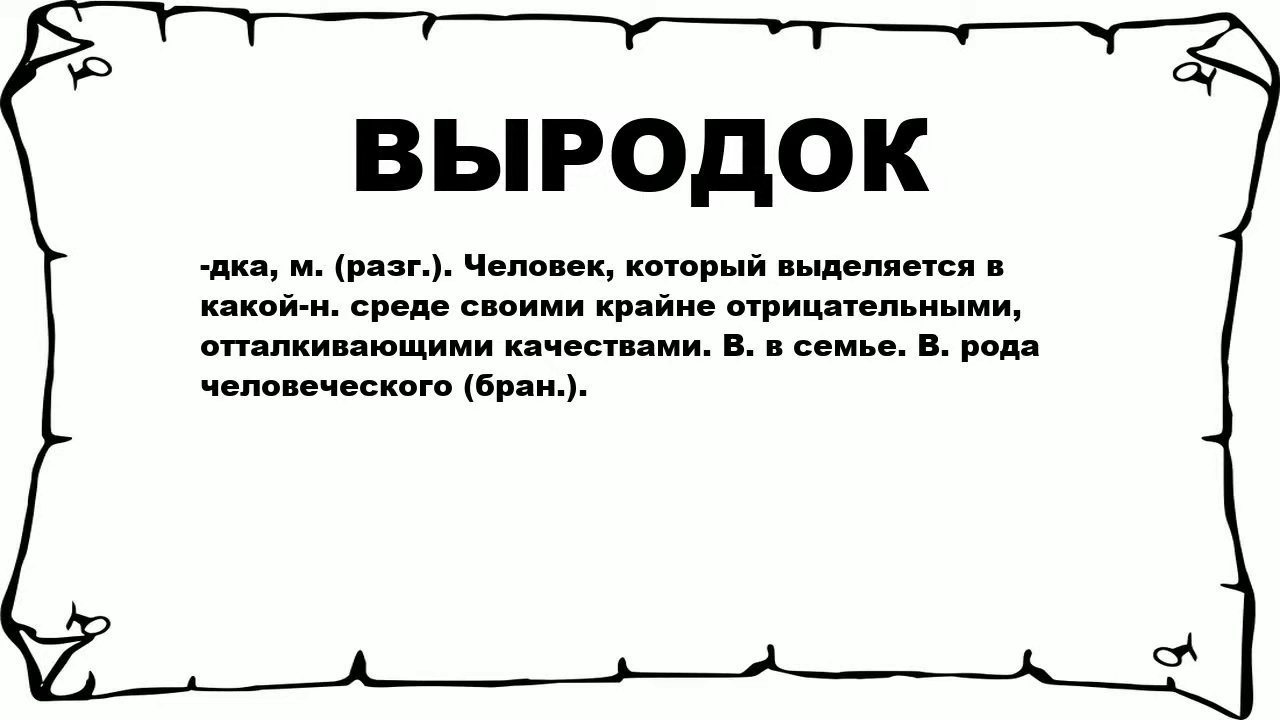 ВЫРОДОК
-дка, м. (разг.). Человек, который выделяется в
какой-н. среде своими крайне отрицательными,
отталкивающими качествами. В. в семье. В. рода
человеческого (бран.).